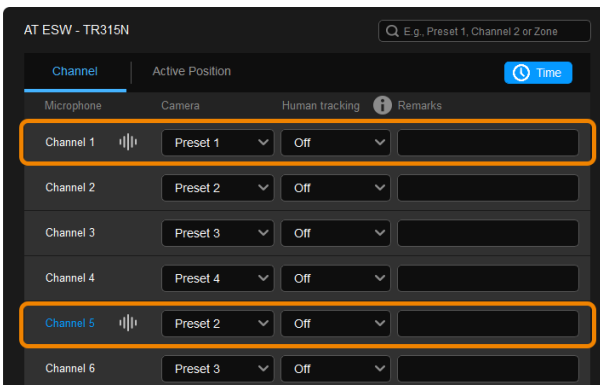 AT ESW - TR315N
E.g., Preset 1, Channel 2 or Zone
Channel Active Position Time
Microphone Camera Human tracking i Remarks
Channel 1 Preset 1 Off
Channel 2 Preset 2 Off
Channel 3 Preset 3 Off
Channel 4 Preset 4 Off
Channel 5 Preset 2 Off
Channel 6 Preset 3 Off